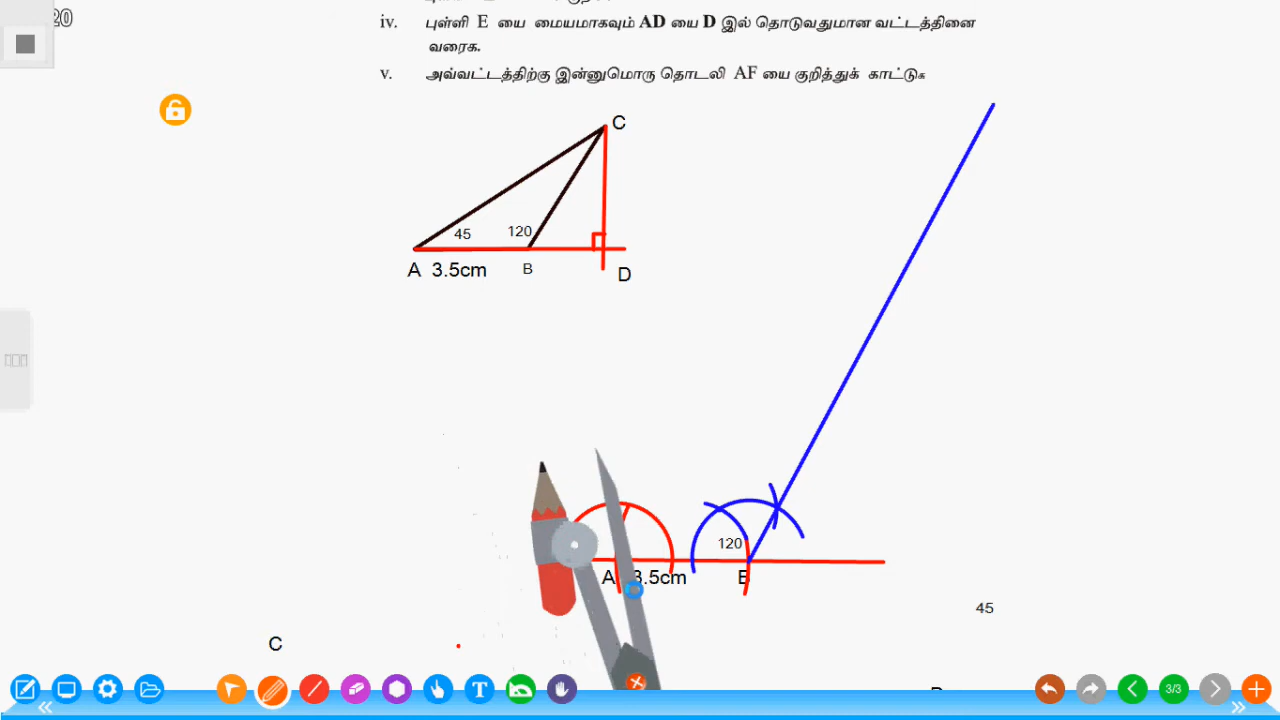 20
iv. புள்ளி E யை மையமாகவும் AD யை D இல் தொடுவதுமான வட்டத்தினை
வரைக.
v. அவ்வட்டத்திற்கு இன்னுமொரு தொடலி AF யை குறித்துக் காட்டுக
C
45
120
A 3.5cm
B
D
120
A 3.5cm
B
45
C
3/3